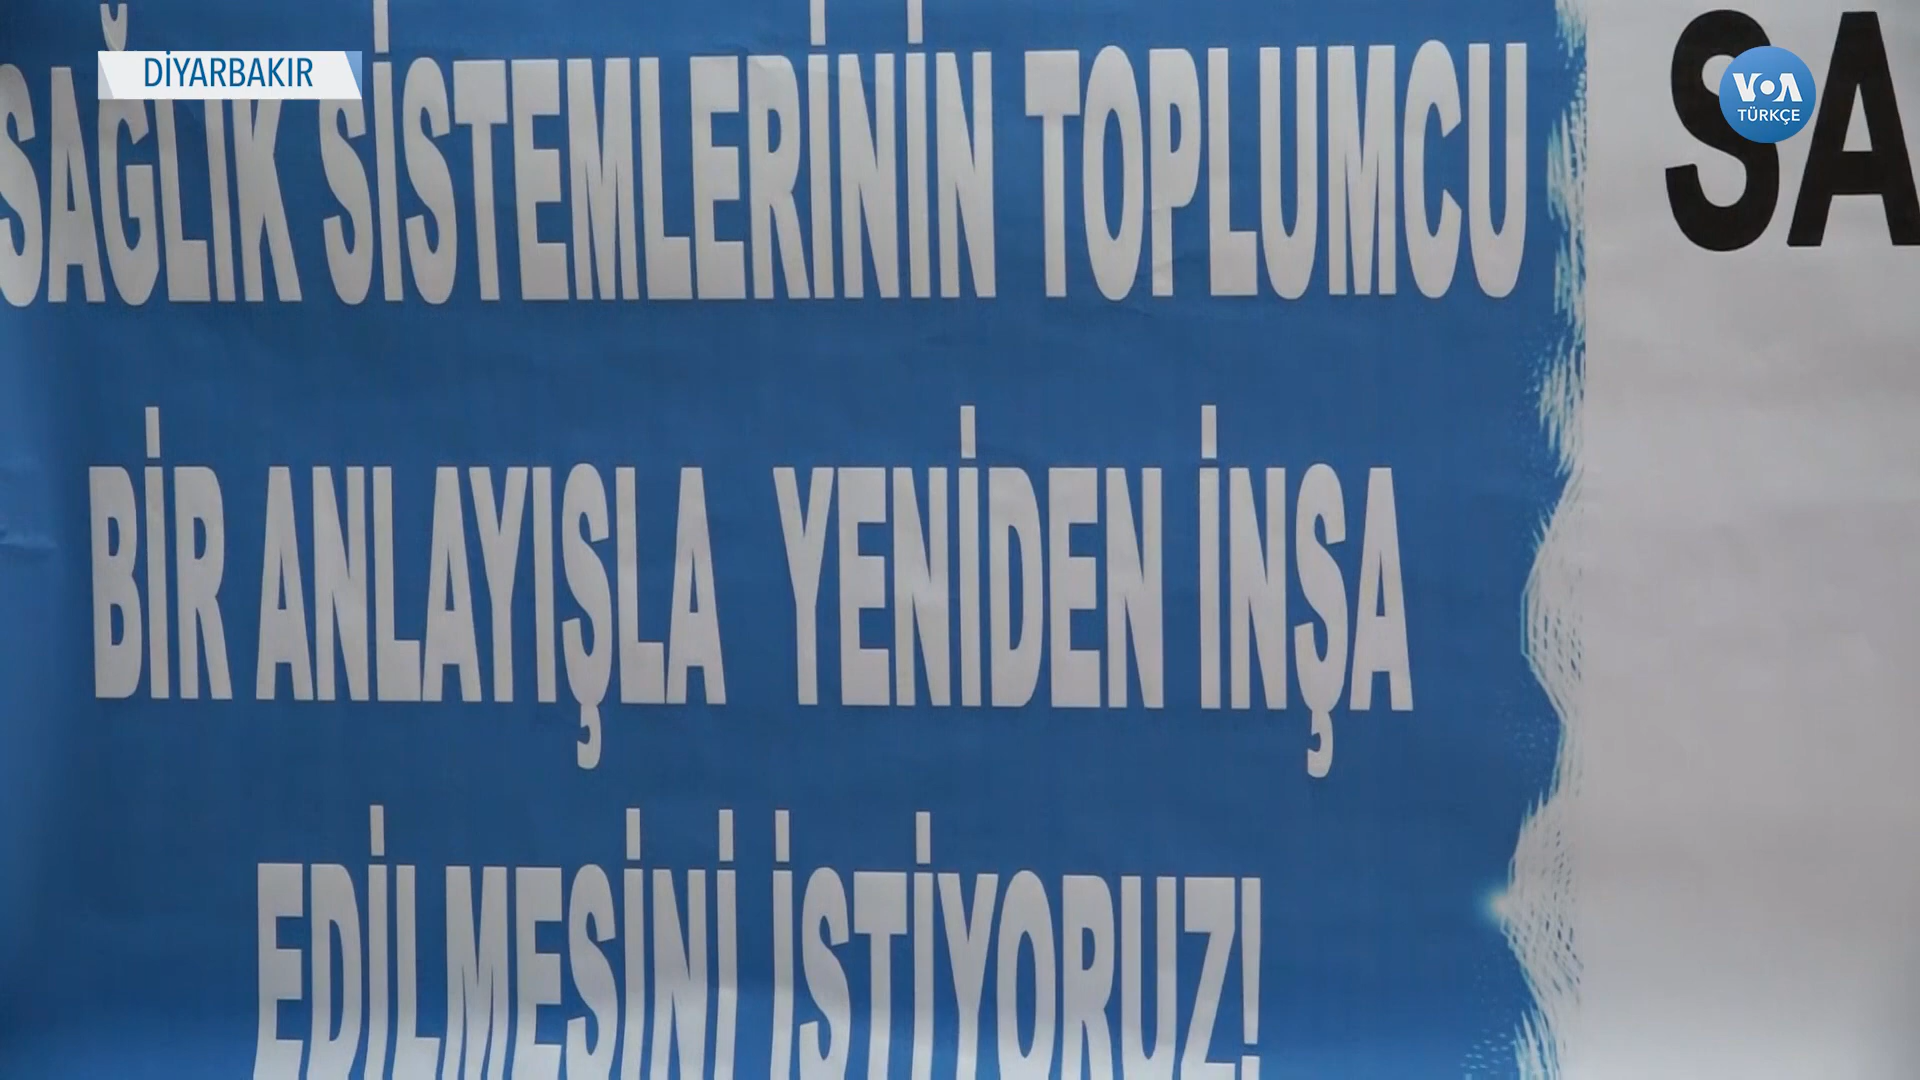 DİYARBAKIR
VOA
TÜRKÇE
SAĞLIK SİSTEMLERİNİN TOPLUMCU
BİR ANLAYIŞLA YENİDEN İNŞA
EDİLMESİNİ İSTİYORUZ!
SA